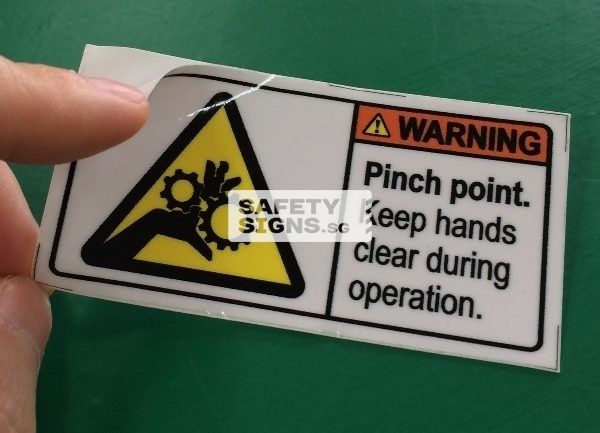 WARNING
Pinch point.
Keep hands
clear during
operation.
SAFETY
SIGNS.SG